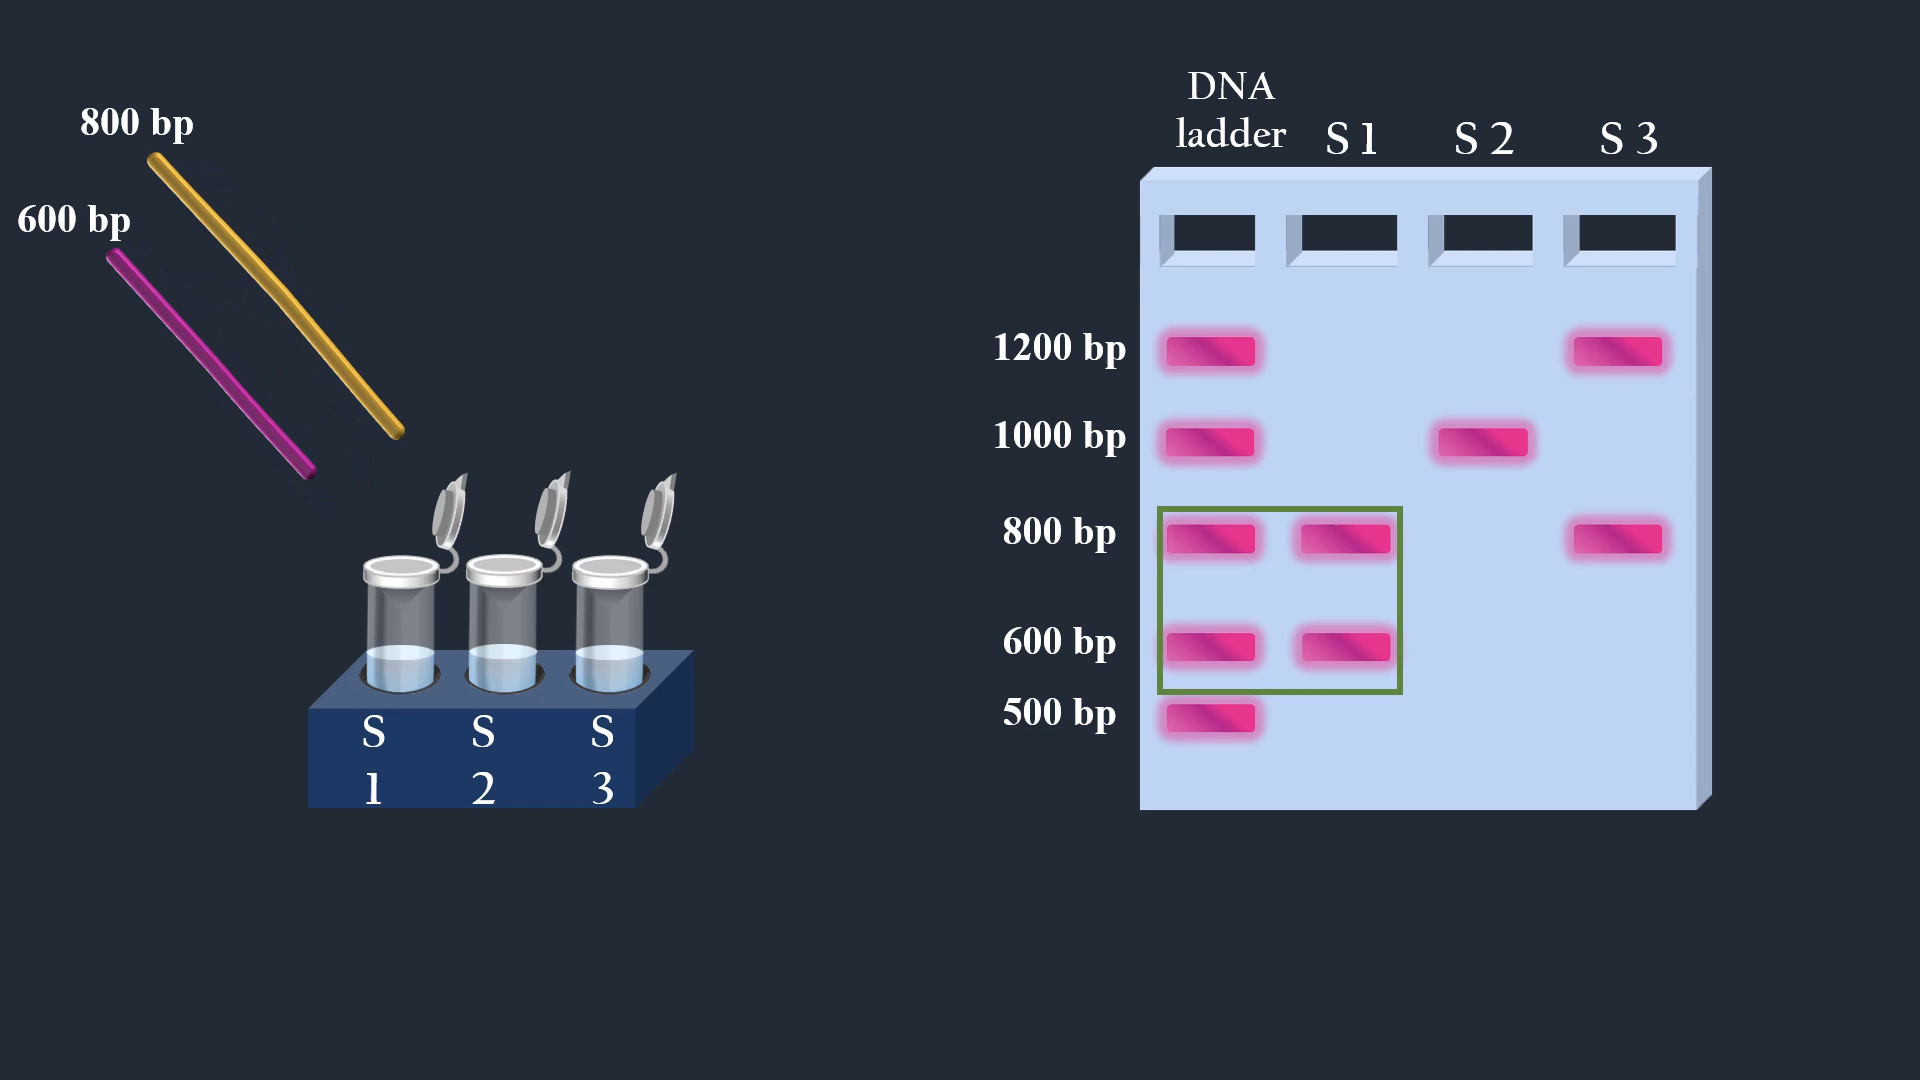 800 bp
600 bp
S S S
1 2 3
DNA
ladder S 1 S 2 S 3
1200 bp
1000 bp
800 bp
600 bp
500 bp